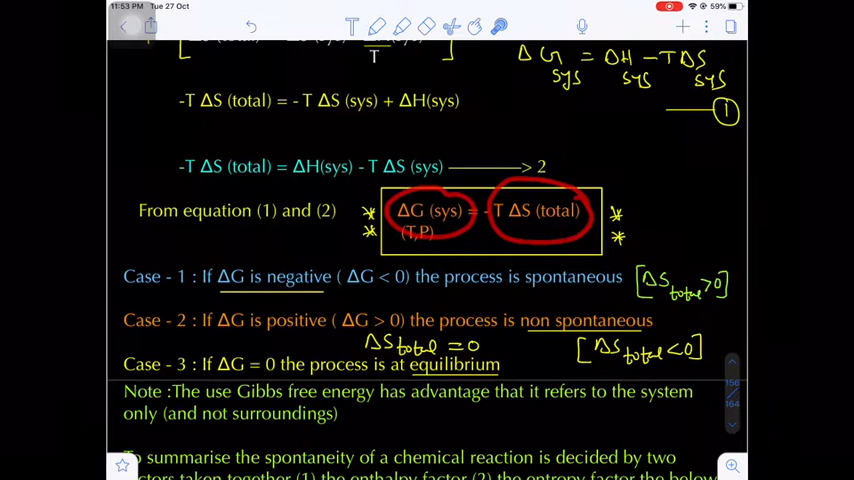 11:53 PM Tue 27 Oct
59%
T
ΔG = ΔH - TΔS
sys sys sys
-T ΔS (total) = - T ΔS (sys) + ΔH(sys)
1
-T ΔS (total) = ΔH(sys) - T ΔS (sys) ————> 2
From equation (1) and (2) * ΔG (sys) = - T ΔS (total) *
* (T,P) *
Case - 1 : If ΔG is negative ( ΔG < 0) the process is spontaneous [ΔS total >0]
Case - 2 : If ΔG is positive ( ΔG > 0) the process is non spontaneous
ΔS total = 0 [ΔS total <0]
Case - 3 : If ΔG = 0 the process is at equilibrium
Note :The use Gibbs free energy has advantage that it refers to the system
only (and not surroundings)
156
164
To summarise the spontaneity of a chemical reaction is decided by two
factors taken together (1) the enthalpy factor (2) the entropy factor the below